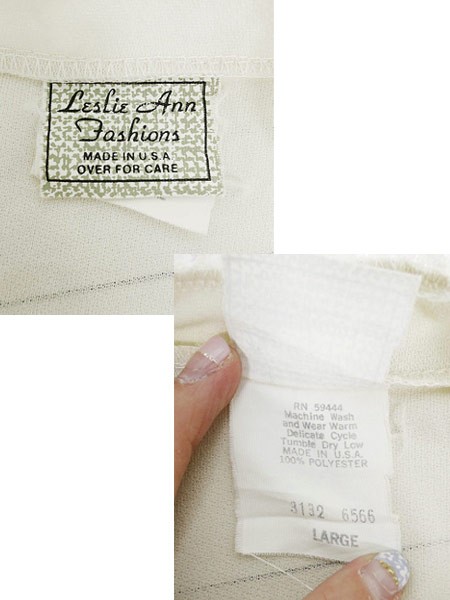 Leslie Ann
Fashions
MADE IN U.S.A
OVER FOR CARE
RN 59444
Machine Wash
and Wear Warm
Delicate Cycle
Tumble Dry Low
MADE IN U.S.A.
100% POLYESTER
3132 6566
LARGE